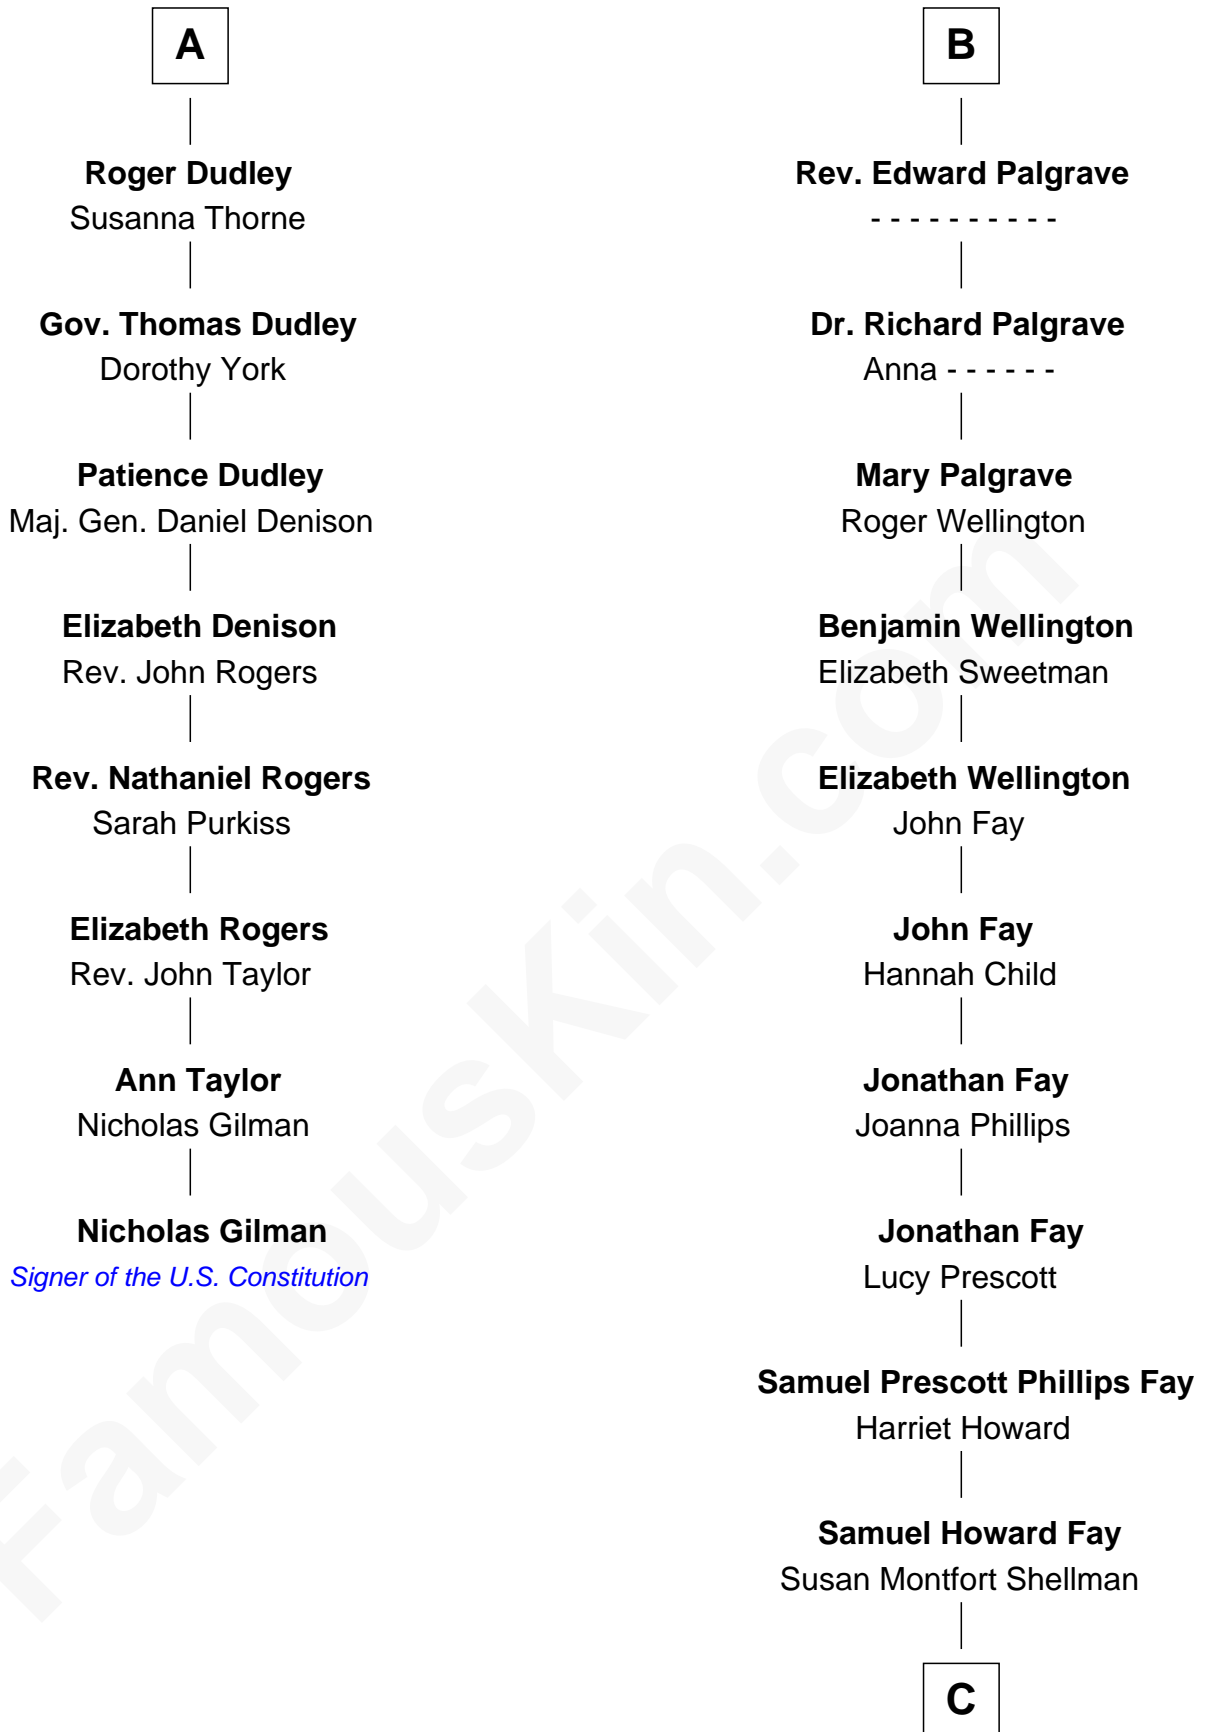 A
Roger Dudley
Susanna Thorne
Gov. Thomas Dudley
Dorothy York
Patience Dudley
Maj. Gen. Daniel Denison
Elizabeth Denison
Rev. John Rogers
Rev. Nathaniel Rogers
Sarah Purkiss
Elizabeth Rogers
Rev. John Taylor
Ann Taylor
Nicholas Gilman
Nicholas Gilman
Signer of the U.S. Constitution
B
Rev. Edward Palgrave
- - - - - - - - - -
Dr. Richard Palgrave
Anna - - - - - -
Mary Palgrave
Roger Wellington
Benjamin Wellington
Elizabeth Sweetman
Elizabeth Wellington
John Fay
John Fay
Hannah Child
Jonathan Fay
Joanna Phillips
Jonathan Fay
Lucy Prescott
Samuel Prescott Phillips Fay
Harriet Howard
Samuel Howard Fay
Susan Montfort Shellman
C
FamousKin.com